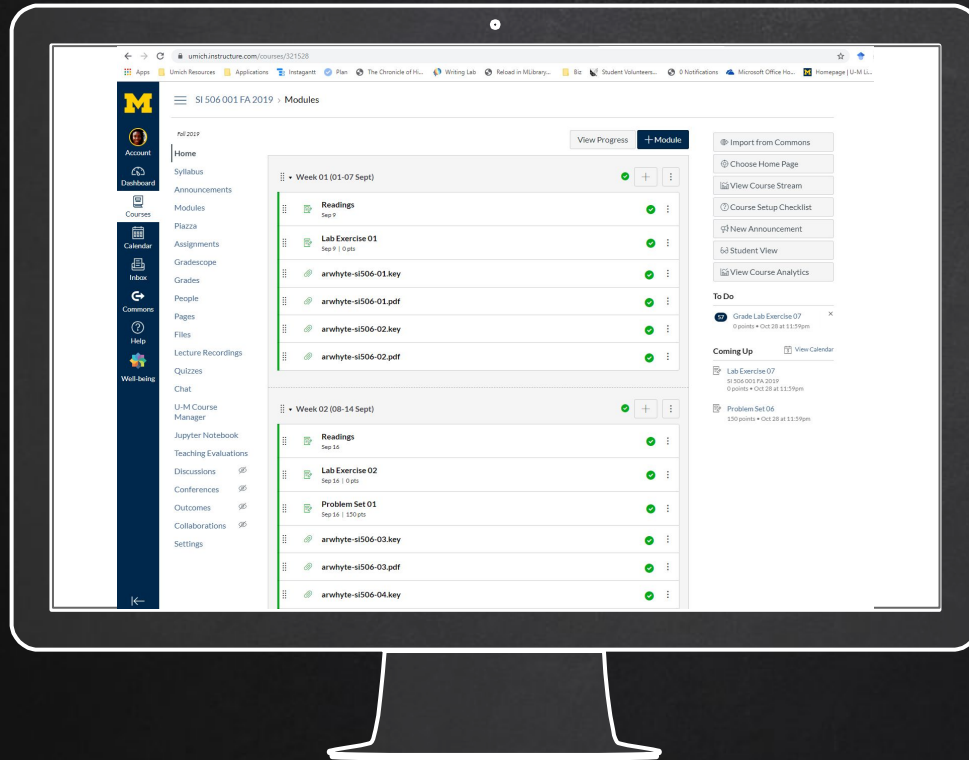 umich.instructure.com/courses/321528
Apps Umich Resources Applications Instagantt Plan The Chronicle of Hi... Writing Lab Reload in MLibrary... Biz Student Volunteers... 0 Notifications Microsoft Office Ho... Homepage | U-M Li...
M
SI 506 001 FA 2019 › Modules
Account
Dashboard
Courses
Calendar
Inbox
Commons
Help
Well-being
Fall 2019
Home
Syllabus
Announcements
Modules
Piazza
Assignments
Gradescope
Grades
People
Pages
Files
Lecture Recordings
Quizzes
Chat
U-M Course
Manager
Jupyter Notebook
Teaching Evaluations
Discussions
Conferences
Outcomes
Collaborations
Settings
View Progress +Module
Week 01 (01-07 Sept)
Readings
Sep 9
Lab Exercise 01
Sep 9 | 0 pts
arwhyte-si506-01.key
arwhyte-si506-01.pdf
arwhyte-si506-02.key
arwhyte-si506-02.pdf
Week 02 (08-14 Sept)
Readings
Sep 16
Lab Exercise 02
Sep 16 | 0 pts
Problem Set 01
Sep 16 | 150 pts
arwhyte-si506-03.key
arwhyte-si506-03.pdf
arwhyte-si506-04.key
Import from Commons
Choose Home Page
View Course Stream
Course Setup Checklist
New Announcement
Student View
View Course Analytics
To Do
57 Grade Lab Exercise 07
0 points • Oct 28 at 11:59pm
Coming Up View Calendar
Lab Exercise 07
SI 506 001 FA 2019
0 points • Oct 28 at 11:59pm
Problem Set 06
150 points • Oct 28 at 11:59pm